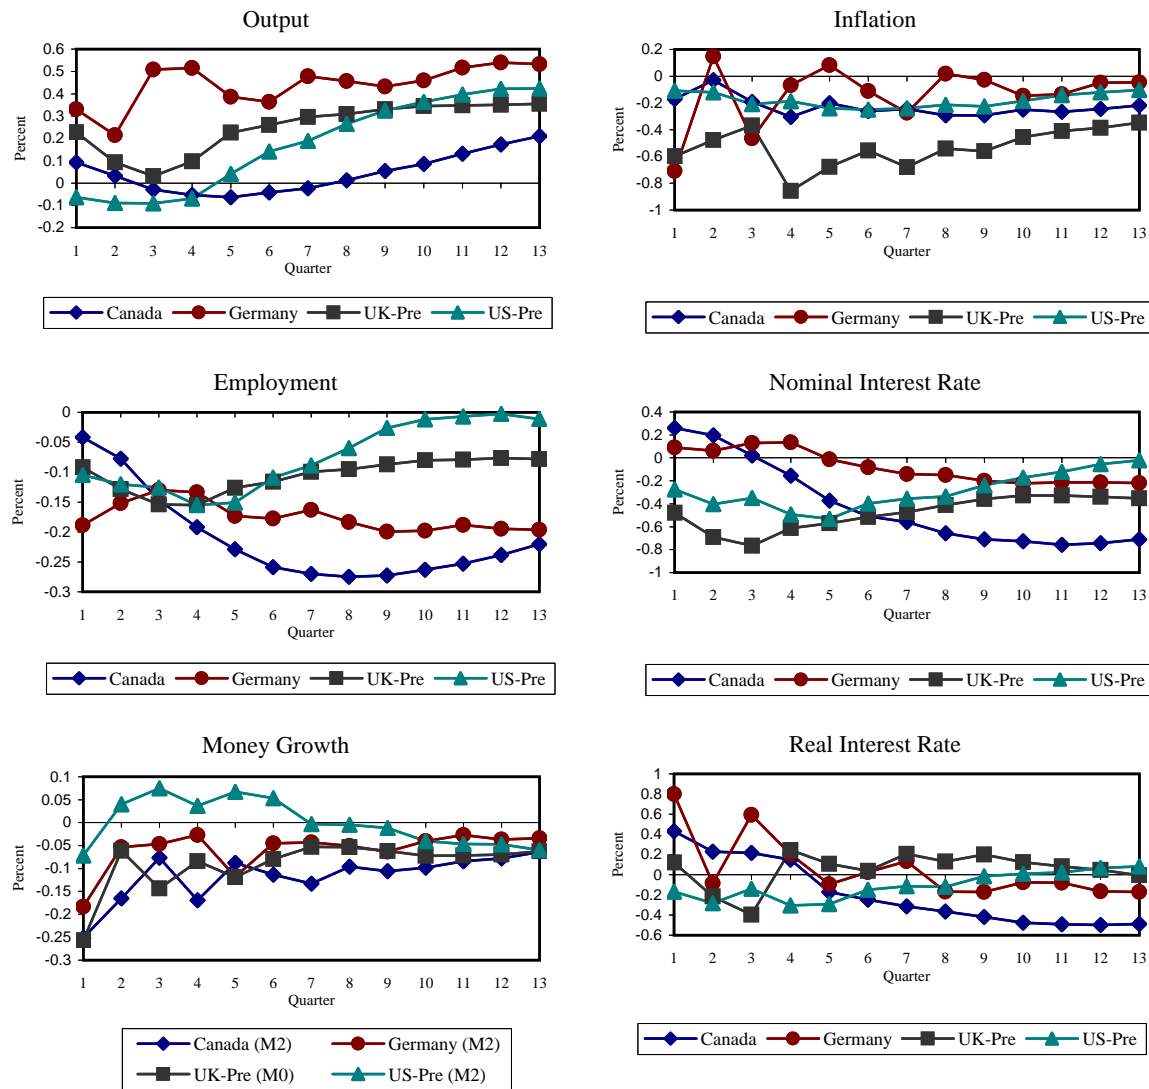 Output
Percent
0.6
0.5
0.4
0.3
0.2
0.1
0
-0.1
-0.2
1 2 3 4 5 6 7 8 9 10 11 12 13
Quarter
Canada Germany UK-Pre US-Pre
Inflation
Percent
0.2
0
-0.2
-0.4
-0.6
-0.8
-1
1 2 3 4 5 6 7 8 9 10 11 12 13
Quarter
Canada Germany UK-Pre US-Pre
Employment
Percent
0
-0.05
-0.1
-0.15
-0.2
-0.25
-0.3
1 2 3 4 5 6 7 8 9 10 11 12 13
Quarter
Canada Germany UK-Pre US-Pre
Nominal Interest Rate
Percent
0.4
0.2
0
-0.2
-0.4
-0.6
-0.8
-1
1 2 3 4 5 6 7 8 9 10 11 12 13
Quarter
Canada Germany UK-Pre US-Pre
Money Growth
Percent
0.1
0.05
0
-0.05
-0.1
-0.15
-0.2
-0.25
-0.3
1 2 3 4 5 6 7 8 9 10 11 12 13
Quarter
Canada (M2) Germany (M2)
UK-Pre (M0) US-Pre (M2)
Real Interest Rate
Percent
1
0.8
0.6
0.4
0.2
0
-0.2
-0.4
-0.6
1 2 3 4 5 6 7 8 9 10 11 12 13
Quarter
Canada Germany UK-Pre US-Pre